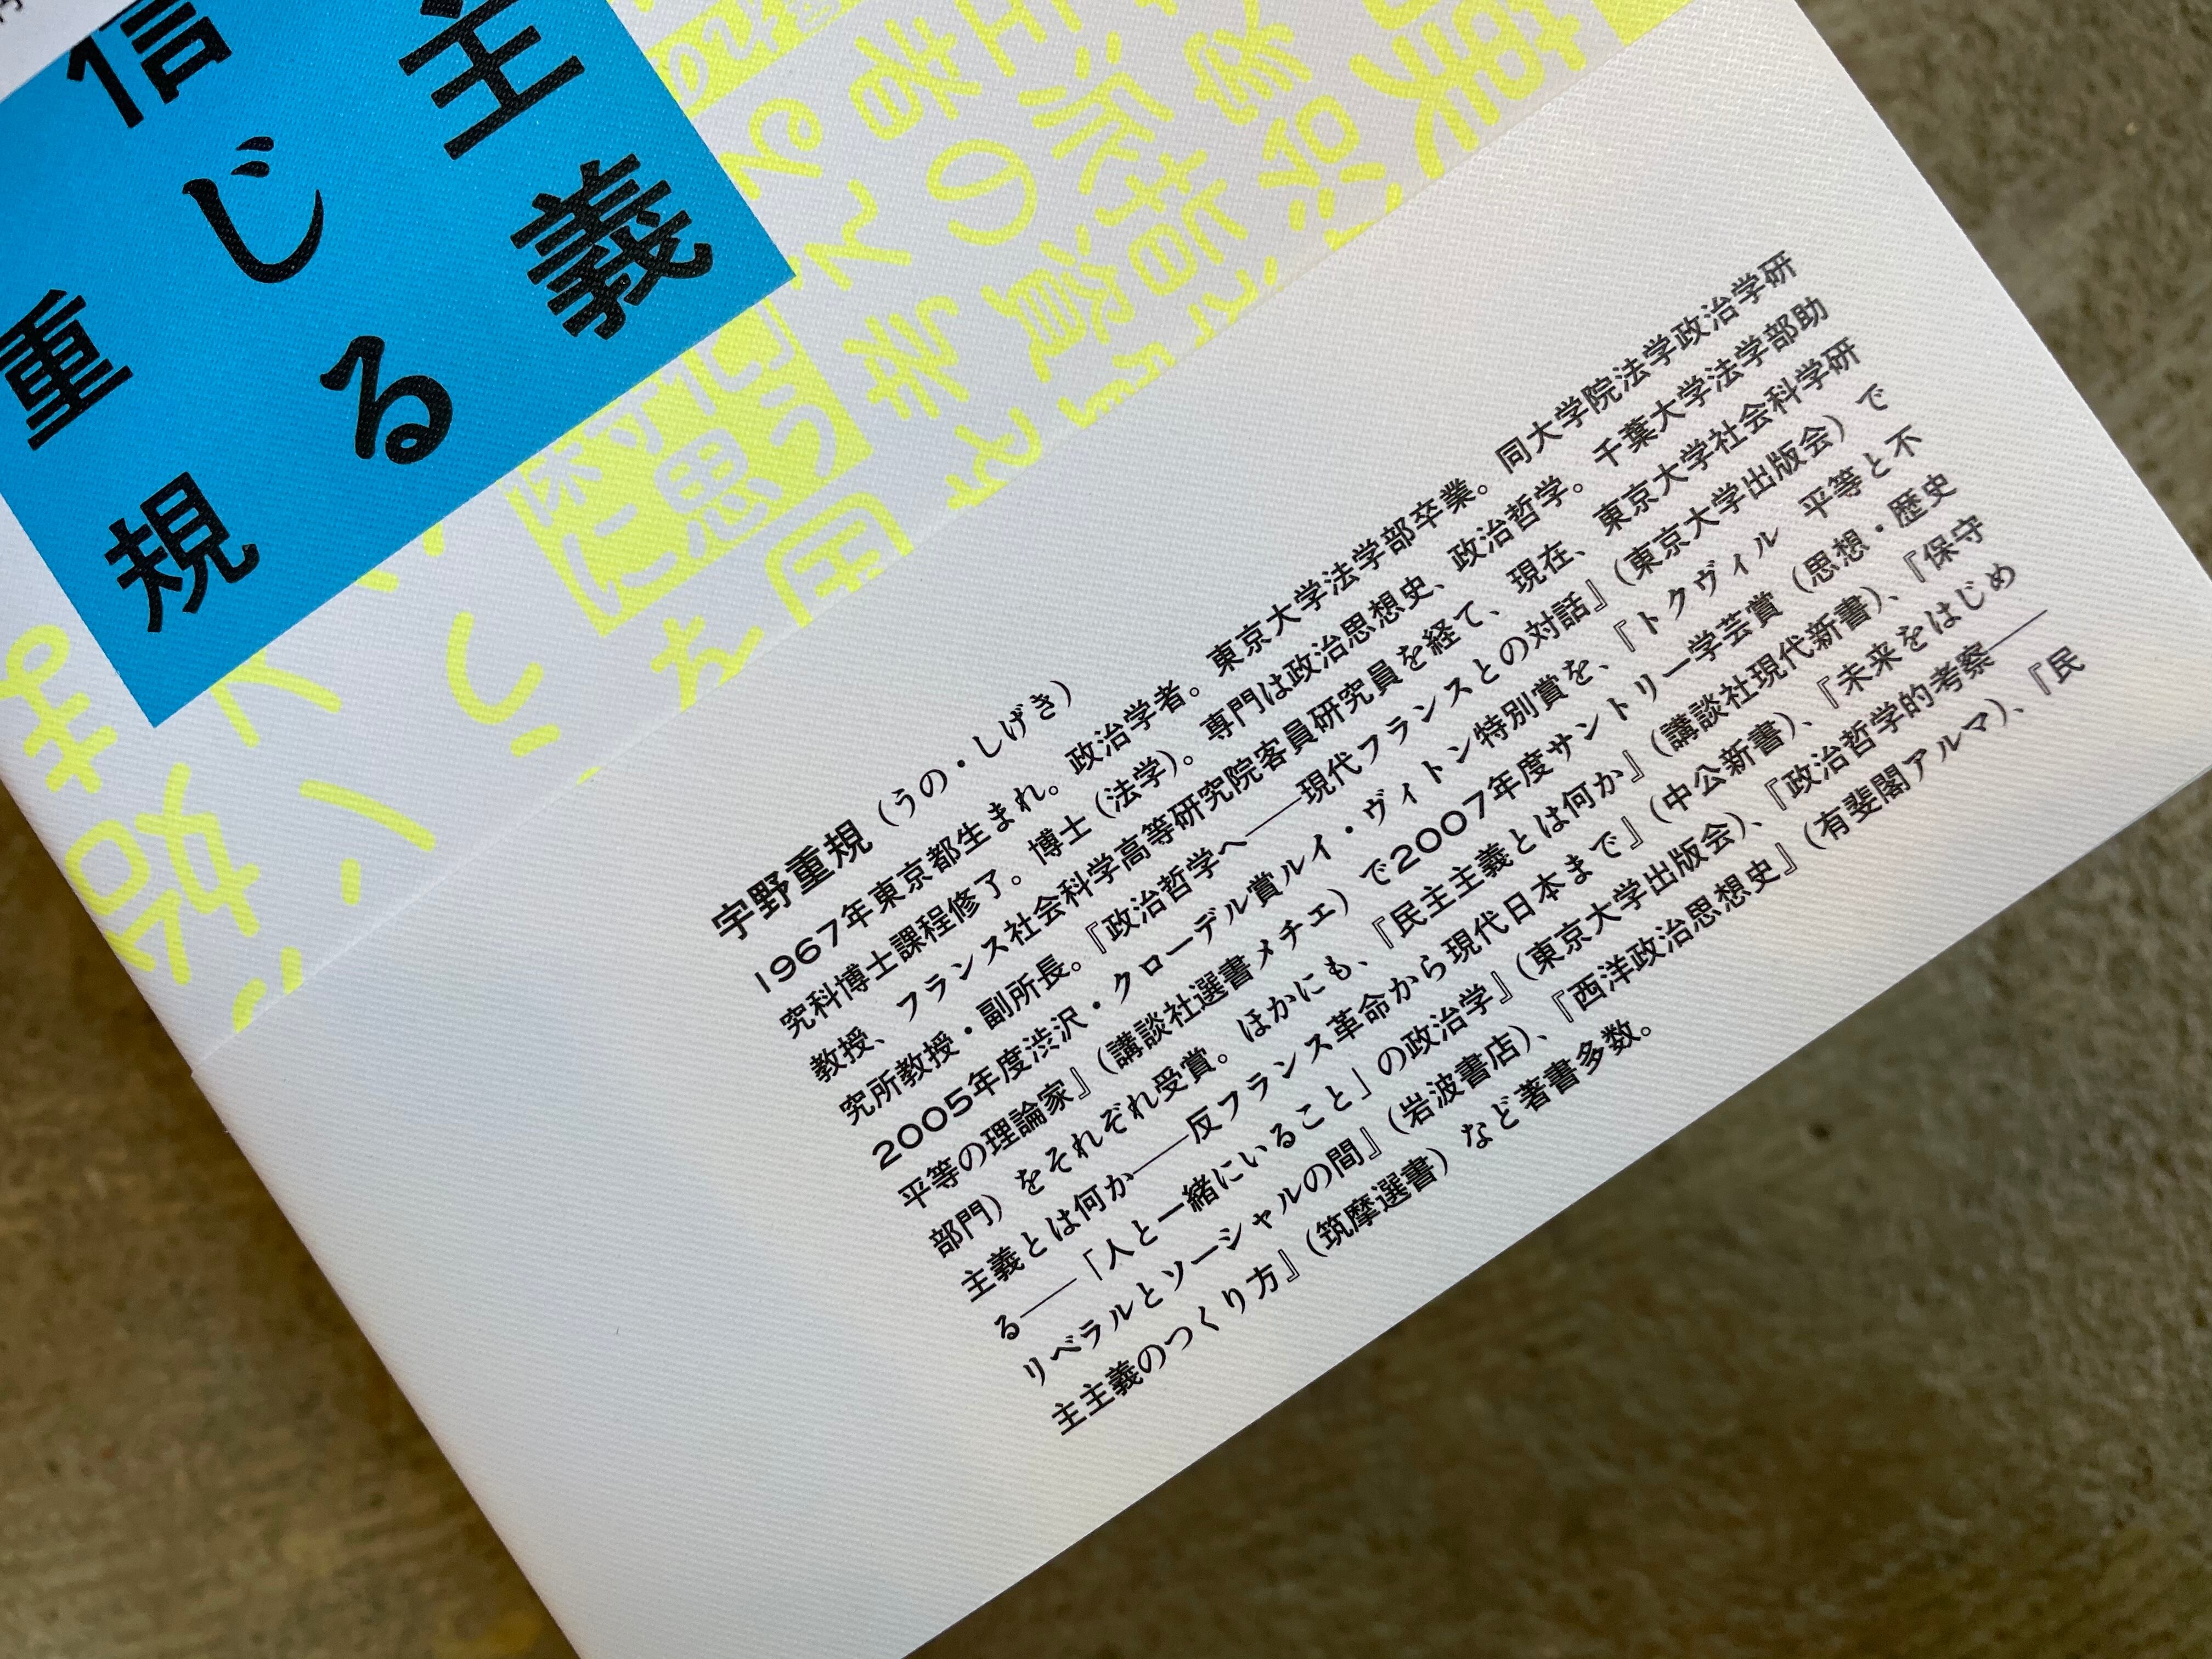 主義
信じる
重規
宇野重規（うの・しげき）
1967年東京都生まれ。政治学者。東京大学法学部卒業。同大学院法学政治学研
究科博士課程修了。博士（法学）。専門は政治思想史、政治哲学。千葉大学法学部助
教授、フランス社会科学高等研究院客員研究員を経て、現在、東京大学社会科学研
究所教授・副所長。『政治哲学へ――現代フランスとの対話』（東京大学出版会）で
2005年度渋沢・クローデル賞ルイ・ヴィトン特別賞を、『トクヴィル 平等と不
平等の理論家』（講談社選書メチエ）で2007年度サントリー学芸賞（思想・歴史
部門）をそれぞれ受賞。ほかにも、『民主主義とは何か』（講談社現代新書）、『保守
主義とは何か――反フランス革命から現代日本まで』（中公新書）、『未来をはじめ
る――「人と一緒にいること」の政治学』（東京大学出版会）、『政治哲学的考察――
リベラルとソーシャルの間』（岩波書店）、『西洋政治思想史』（有斐閣アルマ）、『民
主主義のつくり方』（筑摩選書）など著書多数。